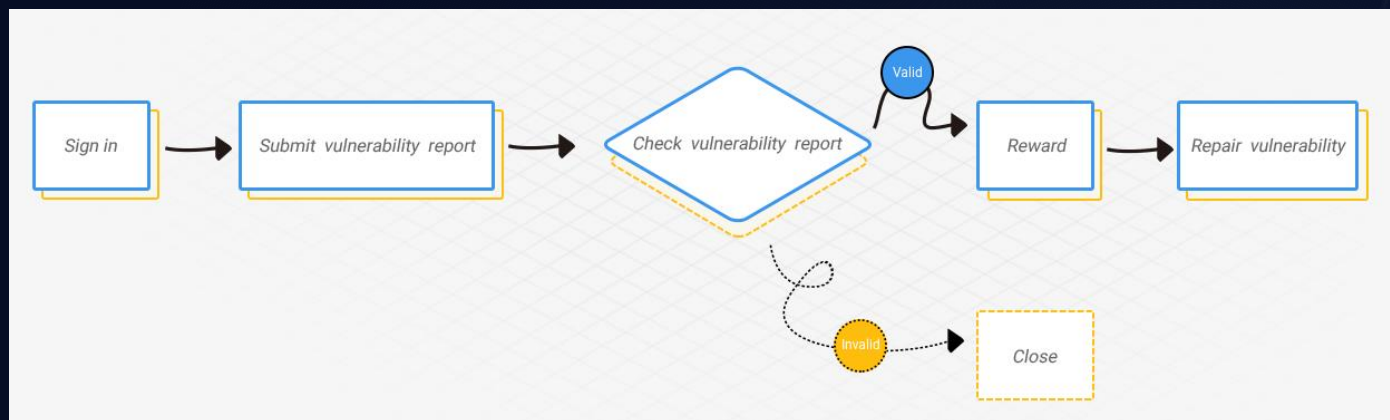 Sign in
Submit vulnerability report
Check vulnerability report
Valid
Reward
Repair vulnerability
Invalid
Close